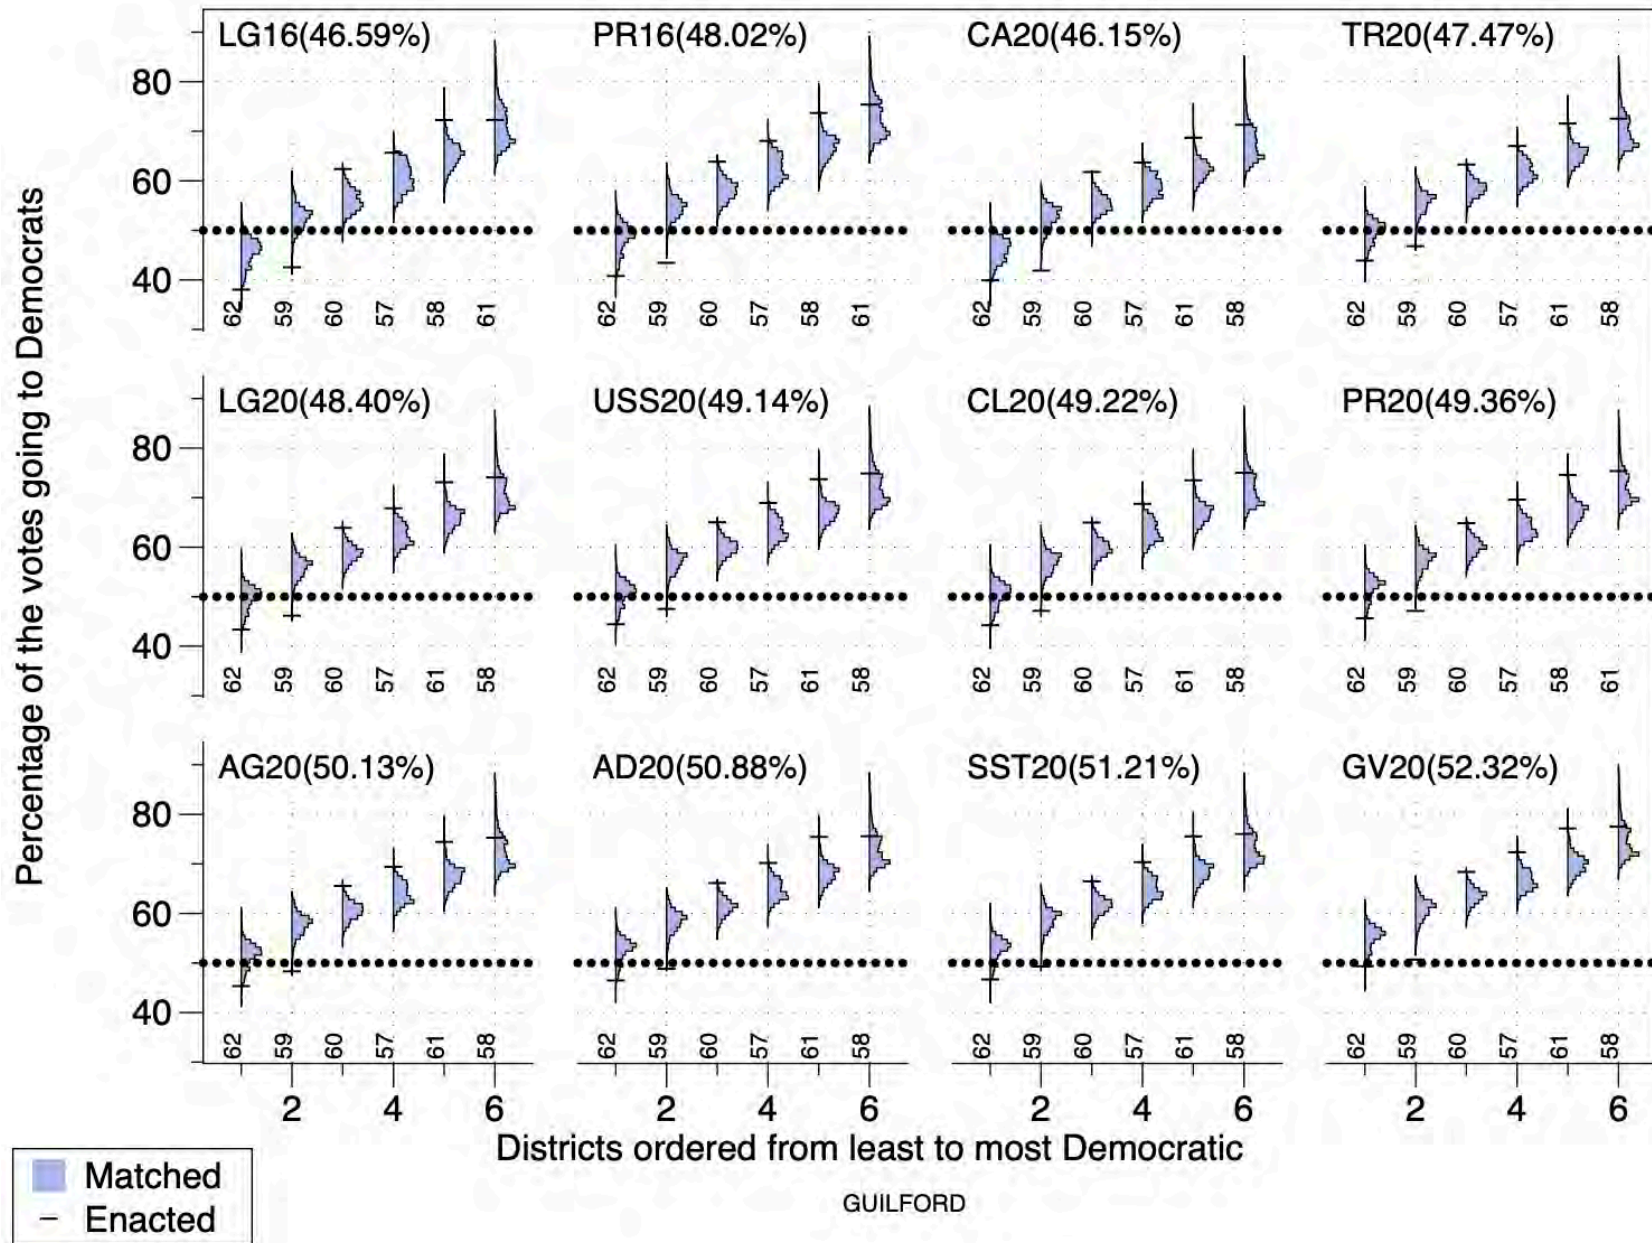 LG16(46.59%) PR16(48.02%) CA20(46.15%) TR20(47.47%)
80
60
40
62 59 60 57 58 61 62 59 60 57 58 61 62 59 60 57 61 58 62 59 60 57 61 58
LG20(48.40%) USS20(49.14%) CL20(49.22%) PR20(49.36%)
80
60
40
62 59 60 57 61 58 62 59 60 57 61 58 62 59 60 57 61 58 62 59 60 57 58 61
AG20(50.13%) AD20(50.88%) SST20(51.21%) GV20(52.32%)
80
60
40
62 59 60 57 61 58 62 59 60 57 61 58 62 59 60 57 61 58 62 59 60 57 61 58
2 4 6 2 4 6 2 4 6 2 4 6
Percentage of the votes going to Democrats
Districts ordered from least to most Democratic
Matched
Enacted
GUILFORD